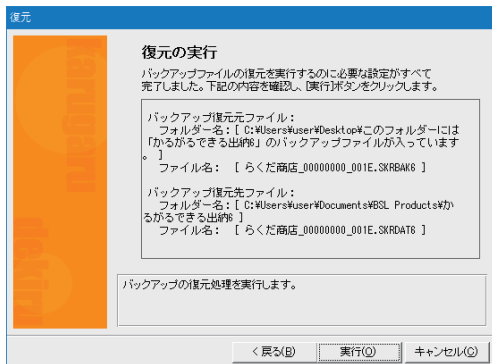 復元
karugaru
dekiru
復元の実行
バックアップファイルの復元を実行するのに必要な設定がすべて
完了しました。下記の内容を確認し、[実行]ボタンをクリックします。
バックアップ復元元ファイル：
フォルダー名：[ C:¥Users¥user¥Desktop¥このフォルダーには
「かるがるできる出納6」のバックアップファイルが入っています
。 ]
ファイル名： [ らくだ商店_00000000_001E.SKRBAK6 ]
バックアップ復元先ファイル：
フォルダー名：[ C:¥Users¥user¥Documents¥BSL Products¥か
るがるできる出納6 ]
ファイル名： [ らくだ商店_00000000_001E.SKRDAT6 ]
バックアップの復元処理を実行します。
< 戻る(B) 実行(O) キャンセル(C)